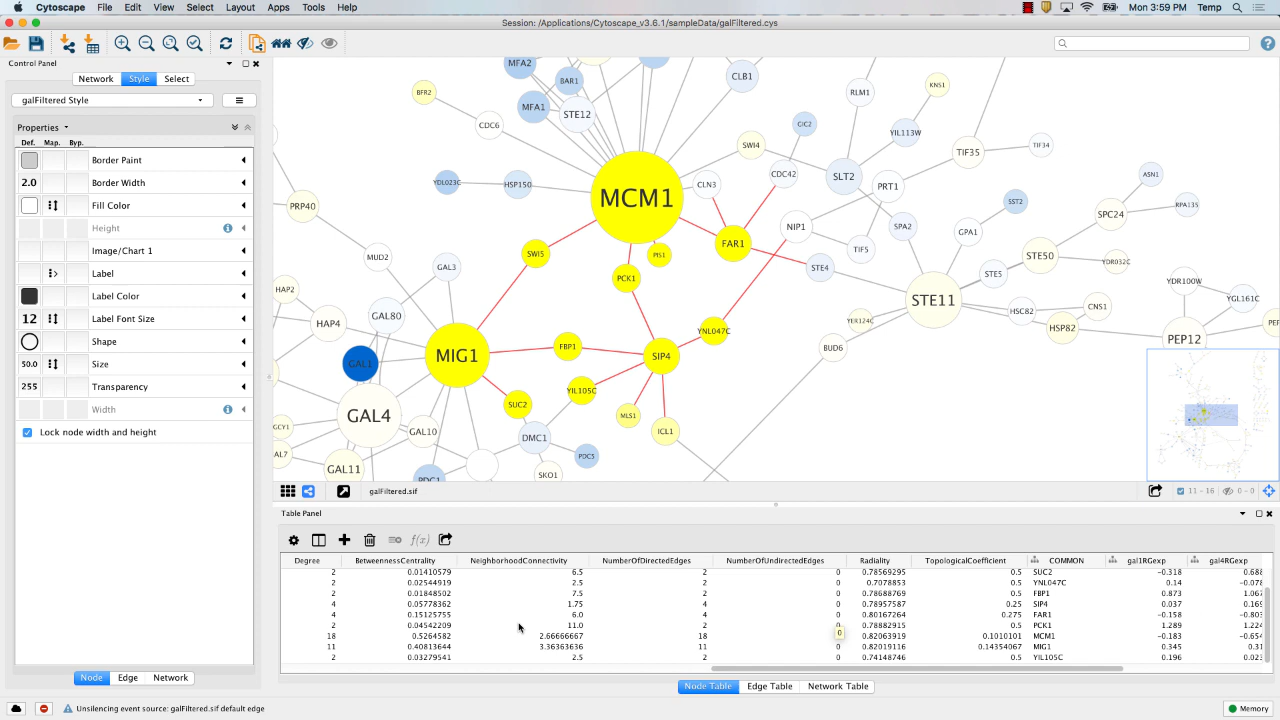 Cytoscape File Edit View Select Layout Apps Tools Help Mon 3:59 PM Temp
Session: /Applications/Cytoscape_v3.6.1/sampleData/galFiltered.cys
Control Panel
Network Style Select
galFiltered Style
Properties
Def. Map. Byp.
Border Paint
2.0 Border Width
Fill Color
Height
Image/Chart 1
Label
Label Color
12 Label Font Size
Shape
50.0 Size
255 Transparency
Width
Lock node width and height
Node Edge Network
MFA2
BAR1
CLB1
BFR2
MFA1
STE12
CDC6
RLM1
KNS1
GIC2
YIL113W
SWI4
TIF35
TIF34
YDL023C
HSP150
MCM1
CLN3
CDC42
SLT2
PRT1
ASN1
PRP40
SST2
RPA135
SPC24
NIP1
SPA2
GPA1
FAR1
TIF5
MUD2
SWI5
PIS1
STE50
YDR032C
GAL3
PCK1
STE4
STE5
YDR100W
HAP2
STE11
YGL161C
HAP4
GAL80
HSC82
CNS1
YER124C
HSP82
YNL047C
PEP12
MIG1
FBP1
SIP4
BUD6
GAL1
YIL105C
SUC2
GAL4
MLS1
GCY1
GAL10
ICL1
DMC1
GAL11
PDC5
SKO1
PDC1
galFiltered.sif 11 - 16 0 - 0
Table Panel
f(x)
Degree BetweennessCentrality NeighborhoodConnectivity NumberOfDirectedEdges NumberOfUndirectedEdges Radiality TopologicalCoefficient COMMON gal1RGexp gal4RGexp
2 0.01410579 6.5 2 0 0.78569295 0.5 SUC2 -0.318 0.688
2 0.02544919 2.5 2 0 0.7078853 0.5 YNL047C 0.14 -0.078
2 0.01848502 7.5 2 0 0.78688769 0.5 FBP1 0.873 1.067
4 0.05778362 1.75 4 0 0.78957587 0.25 SIP4 0.037 0.169
4 0.15125755 6.0 4 0 0.80167264 0.275 FAR1 -0.158
2 0.04542209 11.0 2 0 0.78882915 0.5 PCK1 1.289 1.224
18 0.5264582 2.66666667 18 0 0.82063919 0.1010101 MCM1 -0.183 -0.654
11 0.40813644 3.36363636 11 0 0.82019116 0.14354067 MIG1 0.345
2 0.03279541 2.5 2 0 0.74148746 0.5 YIL105C 0.196
0
Node Table Edge Table Network Table
Unsilencing event source: galFiltered.sif default edge
Memory